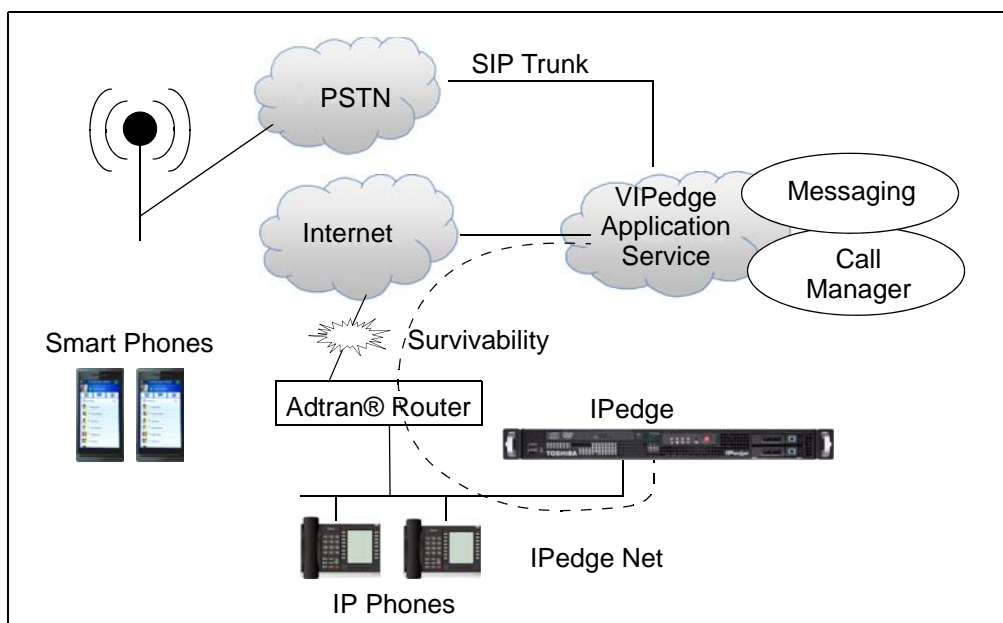 SIP Trunk
PSTN
VIPedge
Application
Service
Messaging
Internet
Call
Manager
Survivability
Smart Phones
Adtran® Router
IPedge
TOSHIBA
IPedge
IPedge Net
IP Phones